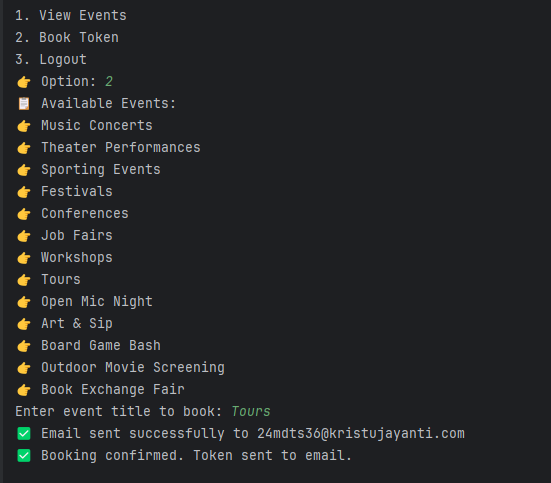 1. View Events
2. Book Token
3. Logout
👉 Option: 2
📋 Available Events:
👉 Music Concerts
👉 Theater Performances
👉 Sporting Events
👉 Festivals
👉 Conferences
👉 Job Fairs
👉 Workshops
👉 Tours
👉 Open Mic Night
👉 Art & Sip
👉 Board Game Bash
👉 Outdoor Movie Screening
👉 Book Exchange Fair
Enter event title to book: Tours
✅ Email sent successfully to 24mdts36@kristujayanti.com
✅ Booking confirmed. Token sent to email.